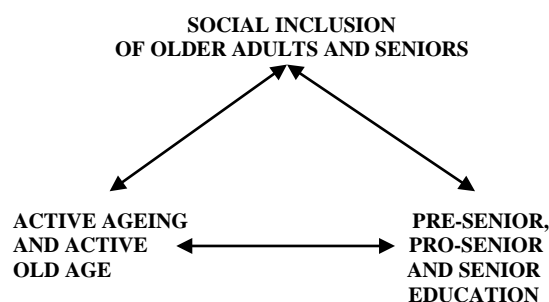 SOCIAL INCLUSION
OF OLDER ADULTS AND SENIORS
ACTIVE AGEING
AND ACTIVE
OLD AGE
PRE-SENIOR,
PRO-SENIOR
AND SENIOR
EDUCATION